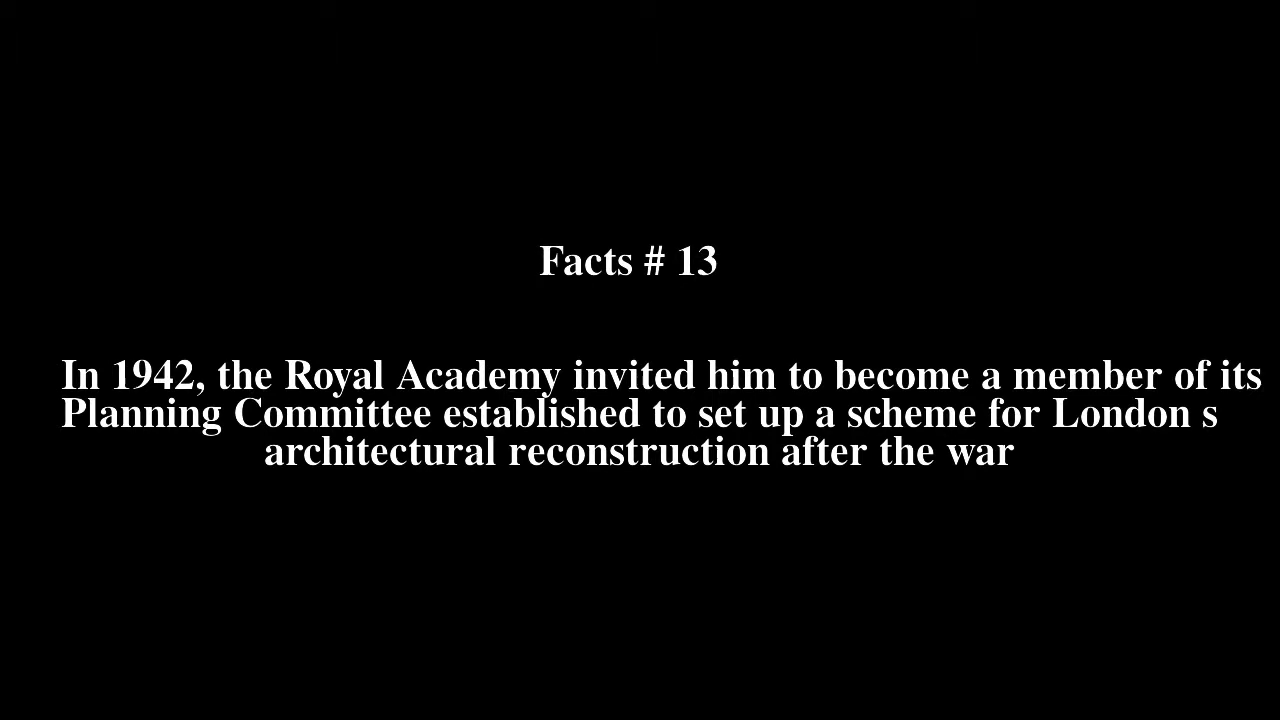 Facts # 13
In 1942, the Royal Academy invited him to become a member of its
Planning Committee established to set up a scheme for London s
architectural reconstruction after the war